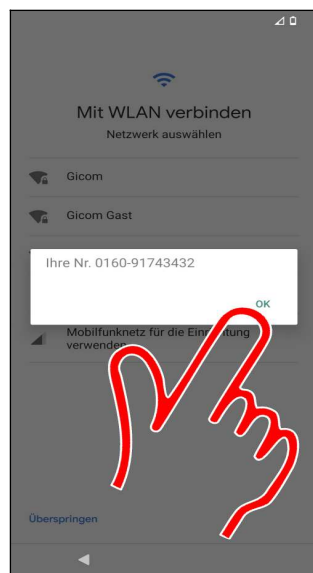 Mit WLAN verbinden
Netzwerk auswählen
Gicom
Gicom Gast
Ihre Nr. 0160-91743432
OK
Mobilfunknetz für die Einrichtung
verwenden
Überspringen